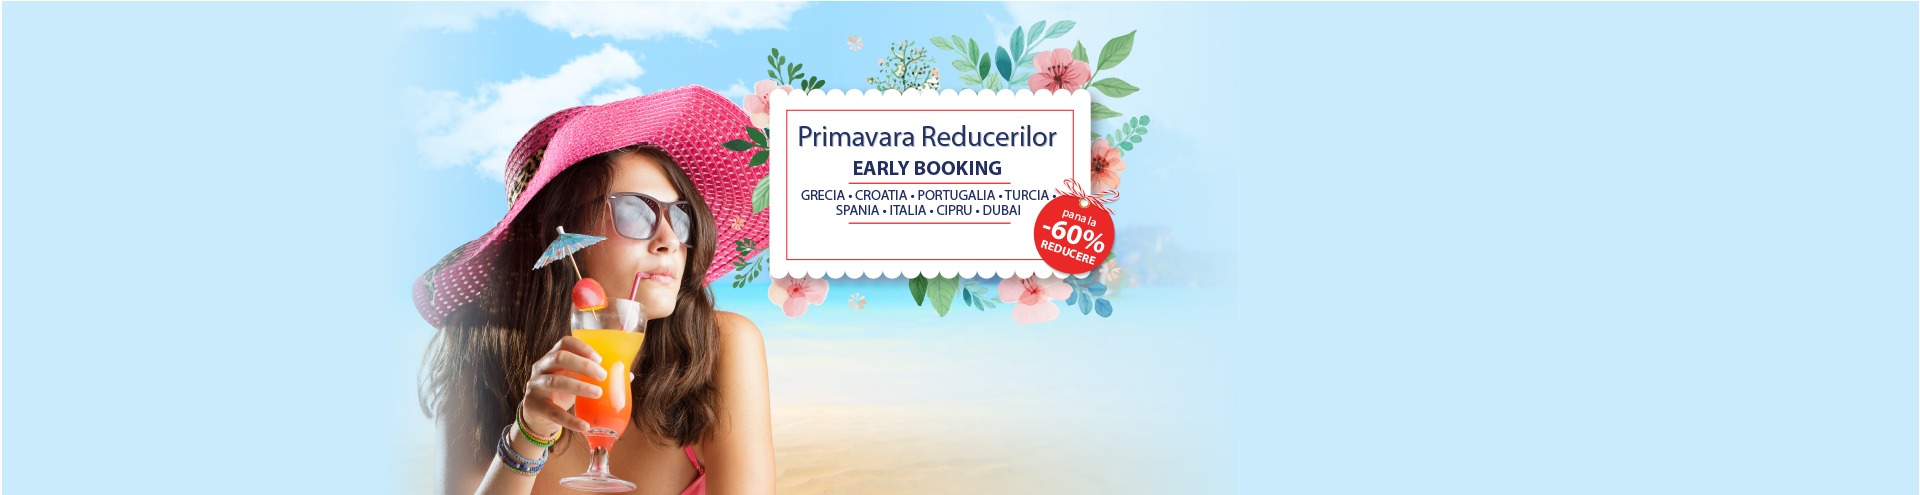 Primavara Reducerilor
EARLY BOOKING
GRECIA • CROATIA • PORTUGALIA • TURCIA •
SPANIA • ITALIA • CIPRU • DUBAI
pana la
-60%
REDUCERE